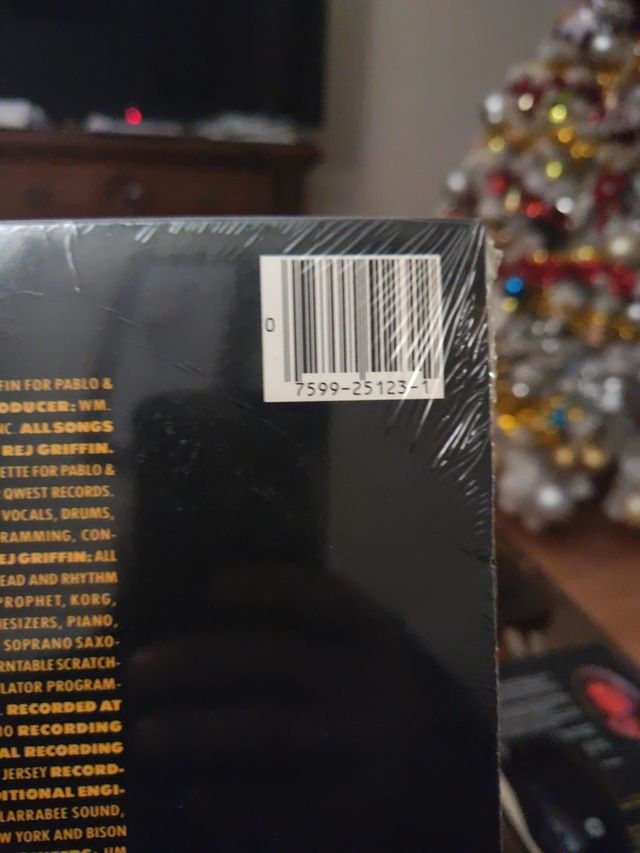 0
7599-25123-1
FIN FOR PABLO &
ODUCER: WM.
NC. ALL SONGS
REJ GRIFFIN.
ETTE FOR PABLO &
QWEST RECORDS.
VOCALS, DRUMS,
RAMMING, CON-
EJ GRIFFIN; ALL
EAD AND RHYTHM
PROPHET, KORG,
HESIZERS, PIANO,
SOPRANO SAXO-
RNTABLE SCRATCH-
LATOR PROGRAM-
. RECORDED AT
IO RECORDING
AL RECORDING
JERSEY RECORD-
DITIONAL ENGI-
LARRABEE SOUND,
W YORK AND BISON
JIM